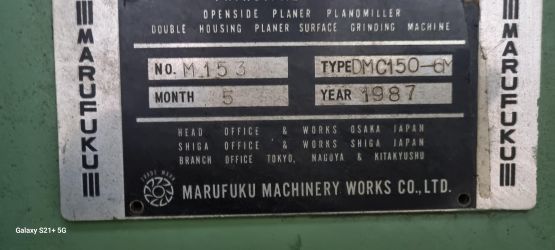 OPENSIDE PLANER PLANOMILLER
DOUBLE HOUSING PLANER SURFACE GRINDING MACHINE
NO. M153 TYPE DMC150-6M
MONTH 5 YEAR 1987
HEAD OFFICE & WORKS OSAKA JAPAN
SHIGA OFFICE & WORKS SHIGA JAPAN
BRANCH OFFICE TOKYO, NAGOYA & KITAKYUSHU
TRADE MARK
MARUFUKU MACHINERY WORKS CO., LTD.
MARUFUKU
MARUFUKU
Galaxy S21+ 5G